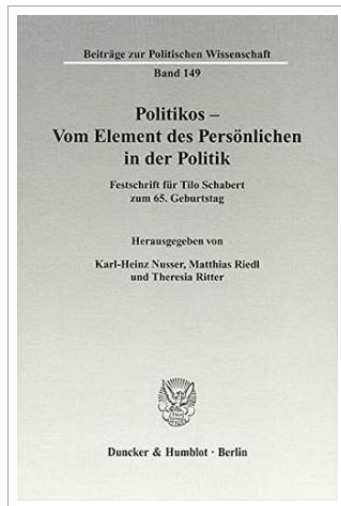 Beiträge zur Politischen Wissenschaft
Band 149
Politikos –
Vom Element des Persönlichen
in der Politik
Festschrift für Tilo Schabert
zum 65. Geburtstag
Herausgegeben von
Karl-Heinz Nusser, Matthias Riedl
und Theresia Ritter
Duncker & Humblot · Berlin